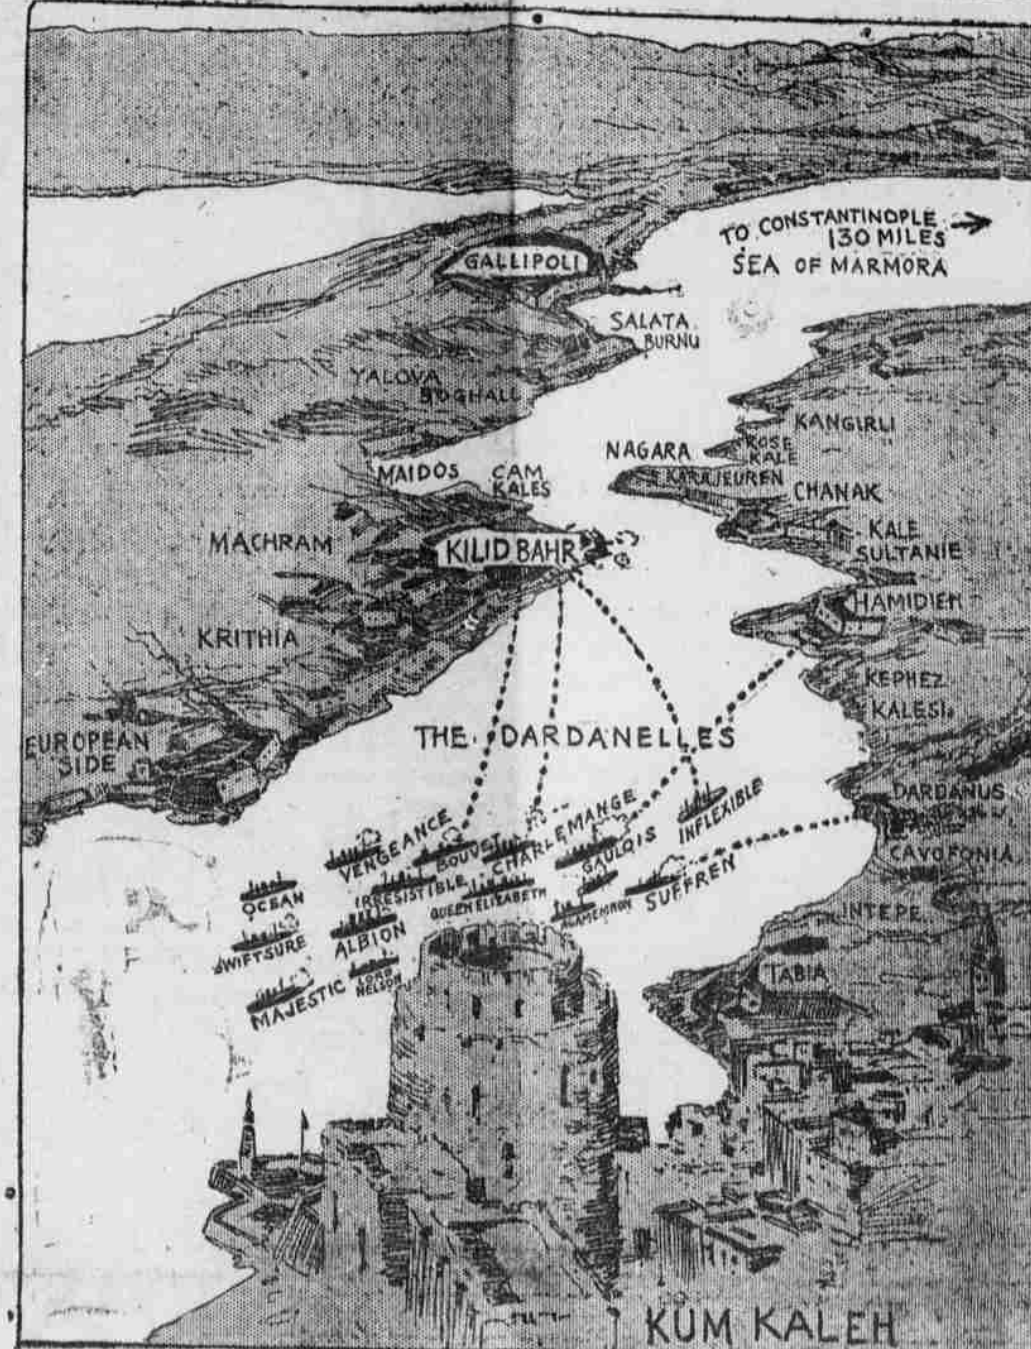 TO CONSTANTINOPLE
130 MILES
SEA OF MARMORA
GALLIPOLI
SALATA
BURNU
YALOVA
BOGHALI
KANGIRLI
NAGARA
KOSE
KALE
MAIDOS
CAM
KALES
KARAJEUREN
CHANAK
MACHRAM
KILID BAHR
KALE
SULTANIE
HAMIDIEH
KRITHIA
KEPHEZ
KALESI
THE DARDANELLES
EUROPEAN
SIDE
DARDANUS
VENGEANCE
BOUVET
CHARLEMANGE
GAULOIS
INFLEXIBLE
CAVOFONIA
OCEAN
IRRESISTIBLE
QUEEN ELIZABETH
SUFFREN
INTEPE
SWIFTSURE
ALBION
TABIA
MAJESTIC
LORD
NELSON
KUM KALEH